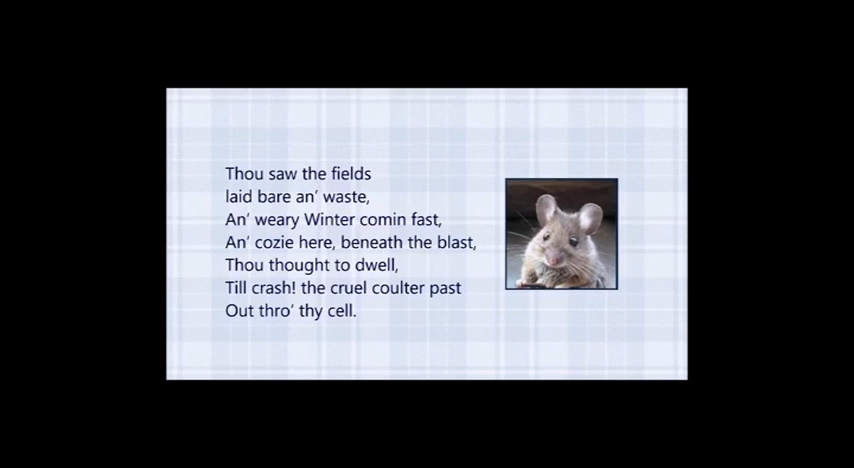 Thou saw the fields
laid bare an’ waste,
An’ weary Winter comin fast,
An’ cozie here, beneath the blast,
Thou thought to dwell,
Till crash! the cruel coulter past
Out thro’ thy cell.